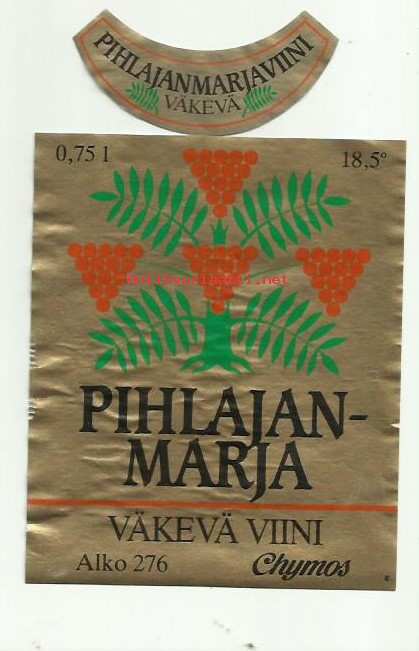 PIHLAJANMARJAVIINI
VÄKEVÄ
0,75 l 18,5°
PIHLAJAN-
MARJA
VÄKEVÄ VIINI
Alko 276 Chymos